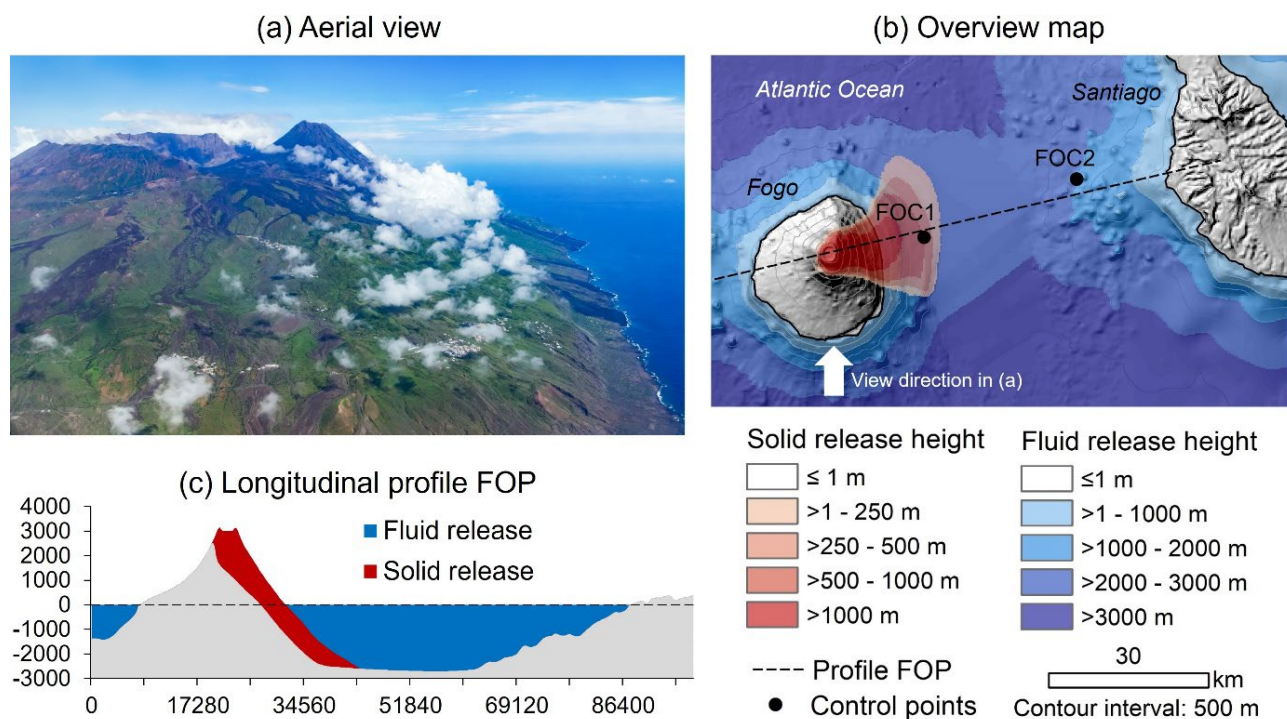 (a) Aerial view
(b) Overview map
Atlantic Ocean
Santiago
FOC2
Fogo
FOC1
View direction in (a)
(c) Longitudinal profile FOP
Fluid release
Solid release
4000
3000
2000
1000
0
-1000
-2000
-3000
0 17280 34560 51840 69120 86400
Solid release height
≤ 1 m
>1 - 250 m
>250 - 500 m
>500 - 1000 m
>1000 m
Fluid release height
≤1 m
>1 - 1000 m
>1000 - 2000 m
>2000 - 3000 m
>3000 m
Profile FOP
Control points
30
km
Contour interval: 500 m